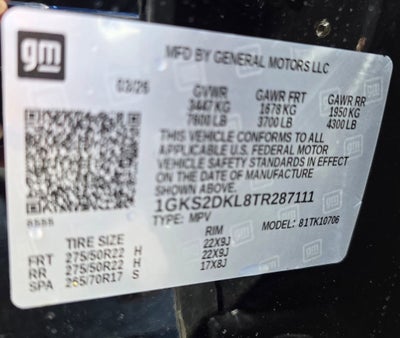 gm
MFD BY GENERAL MOTORS LLC
03/26
GVWR GAWR FRT GAWR RR
3447 KG 1678 KG 1950 KG
7600 LB 3700 LB 4300 LB
THIS VEHICLE CONFORMS TO ALL
APPLICABLE U.S. FEDERAL MOTOR
VEHICLE SAFETY STANDARDS IN EFFECT
ON THE DATE OF MANUFACTURE
SHOWN ABOVE.
1GKS2DKL8TR287111
TYPE: MPV MODEL: 81TK10706
TIRE SIZE RIM
FRT 275/50R22 H 22X9J
RR 275/50R22 H 22X9J
SPA 265/70R17 S 17X8J